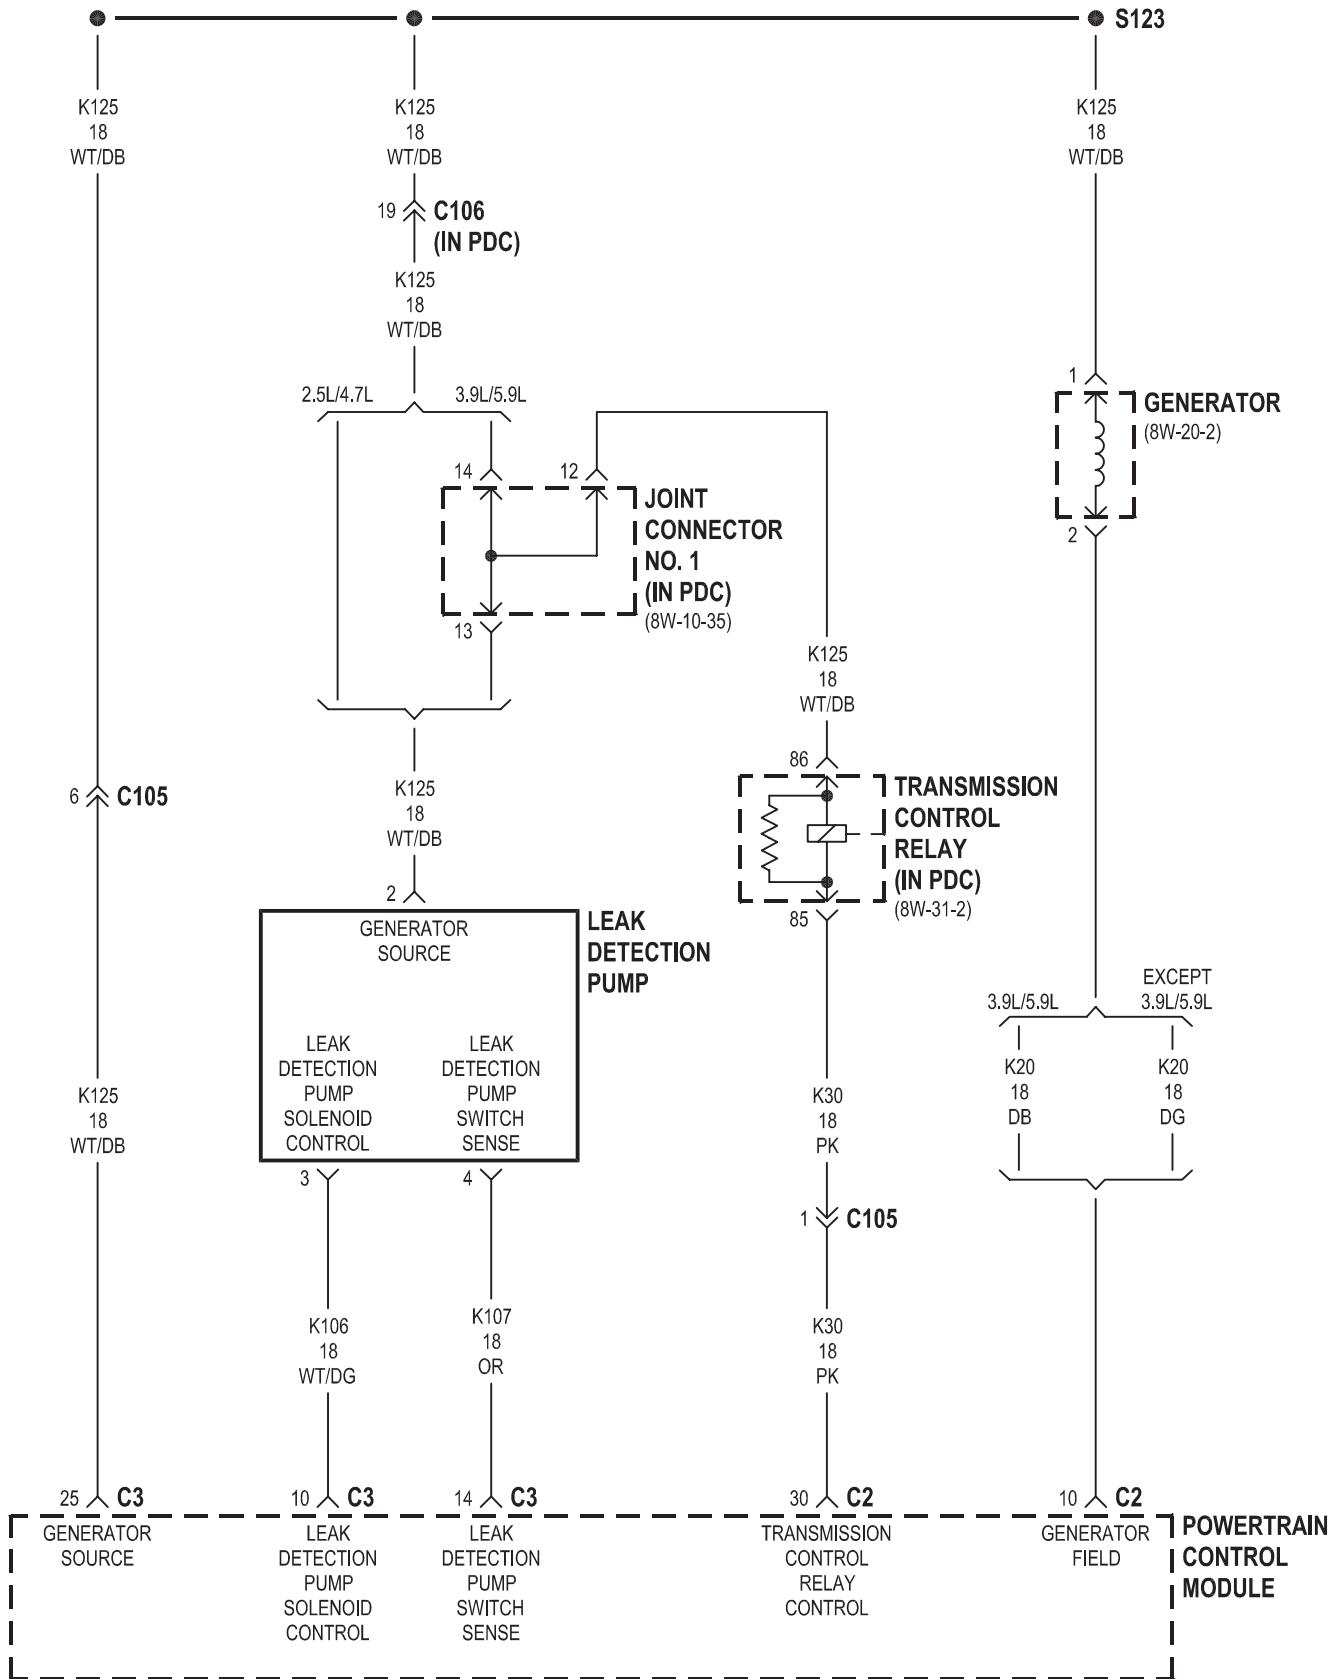 S123
K125
18
WT/DB
K125
18
WT/DB
K125
18
WT/DB
19
C106
(IN PDC)
K125
18
WT/DB
2.5L/4.7L
3.9L/5.9L
14
12
JOINT
CONNECTOR
NO. 1
(IN PDC)
(8W-10-35)
13
1
GENERATOR
(8W-20-2)
2
K125
18
WT/DB
6
C105
K125
18
WT/DB
86
TRANSMISSION
CONTROL
RELAY
(IN PDC)
(8W-31-2)
85
2
GENERATOR
SOURCE
LEAK
DETECTION
PUMP
LEAK
DETECTION
PUMP
SOLENOID
CONTROL
LEAK
DETECTION
PUMP
SWITCH
SENSE
3
4
3.9L/5.9L
EXCEPT
3.9L/5.9L
K20
18
DB
K20
18
DG
K125
18
WT/DB
K30
18
PK
1
C105
K106
18
WT/DG
K107
18
OR
K30
18
PK
25
C3
10
C3
14
C3
30
C2
10
C2
GENERATOR
SOURCE
LEAK
DETECTION
PUMP
SOLENOID
CONTROL
LEAK
DETECTION
PUMP
SWITCH
SENSE
TRANSMISSION
CONTROL
RELAY
CONTROL
GENERATOR
FIELD
POWERTRAIN
CONTROL
MODULE